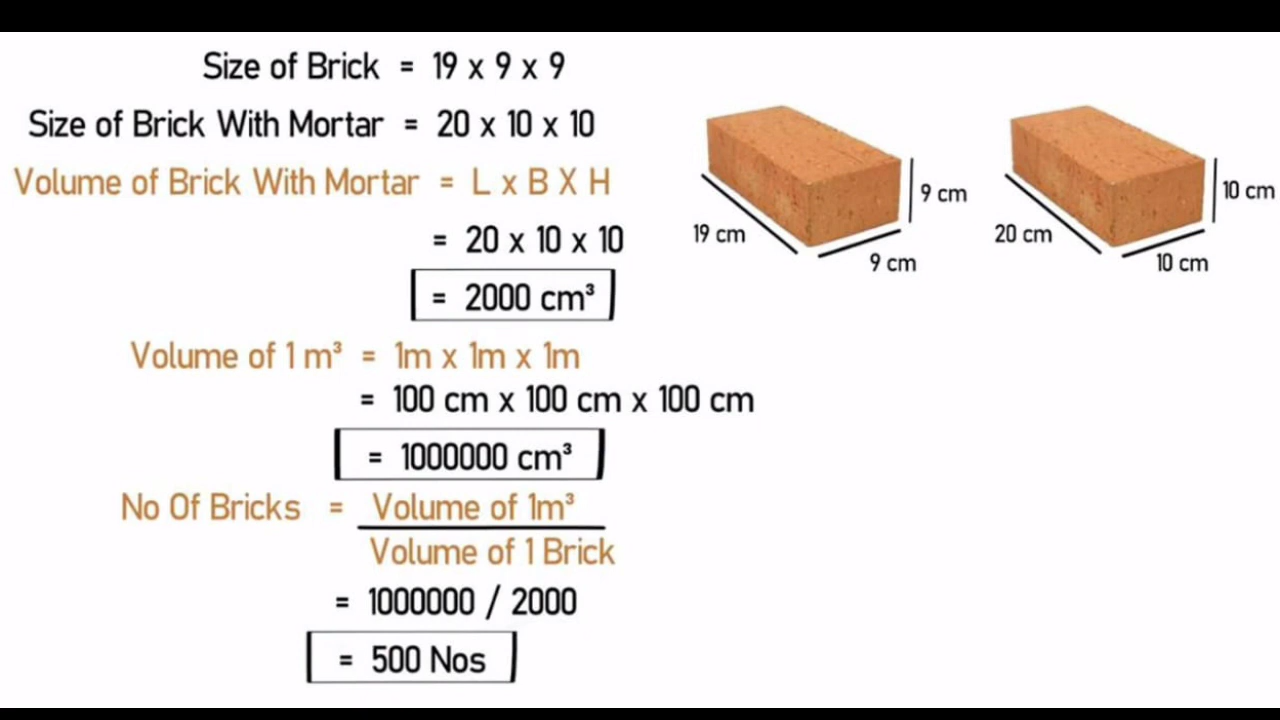 Size of Brick = 19 x 9 x 9
Size of Brick With Mortar = 20 x 10 x 10
Volume of Brick With Mortar = L x B X H
= 20 x 10 x 10
= 2000 cm³
Volume of 1 m³ = 1m x 1m x 1m
= 100 cm x 100 cm x 100 cm
= 1000000 cm³
No Of Bricks = Volume of 1m³
Volume of 1 Brick
= 1000000 / 2000
= 500 Nos
9 cm
19 cm
9 cm
10 cm
20 cm
10 cm